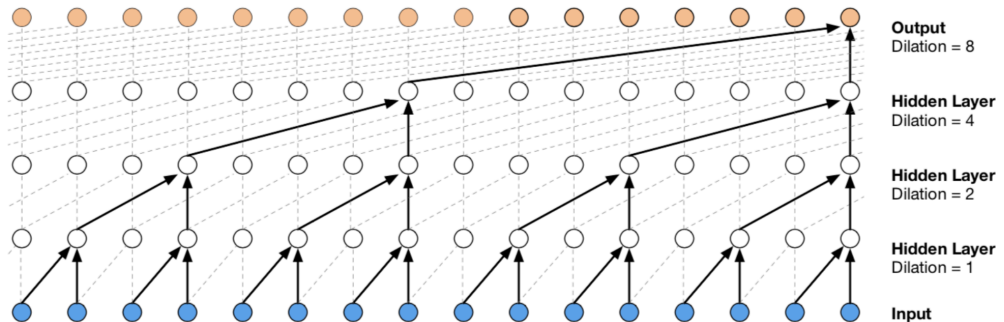 Output
Dilation = 8
Hidden Layer
Dilation = 4
Hidden Layer
Dilation = 2
Hidden Layer
Dilation = 1
Input